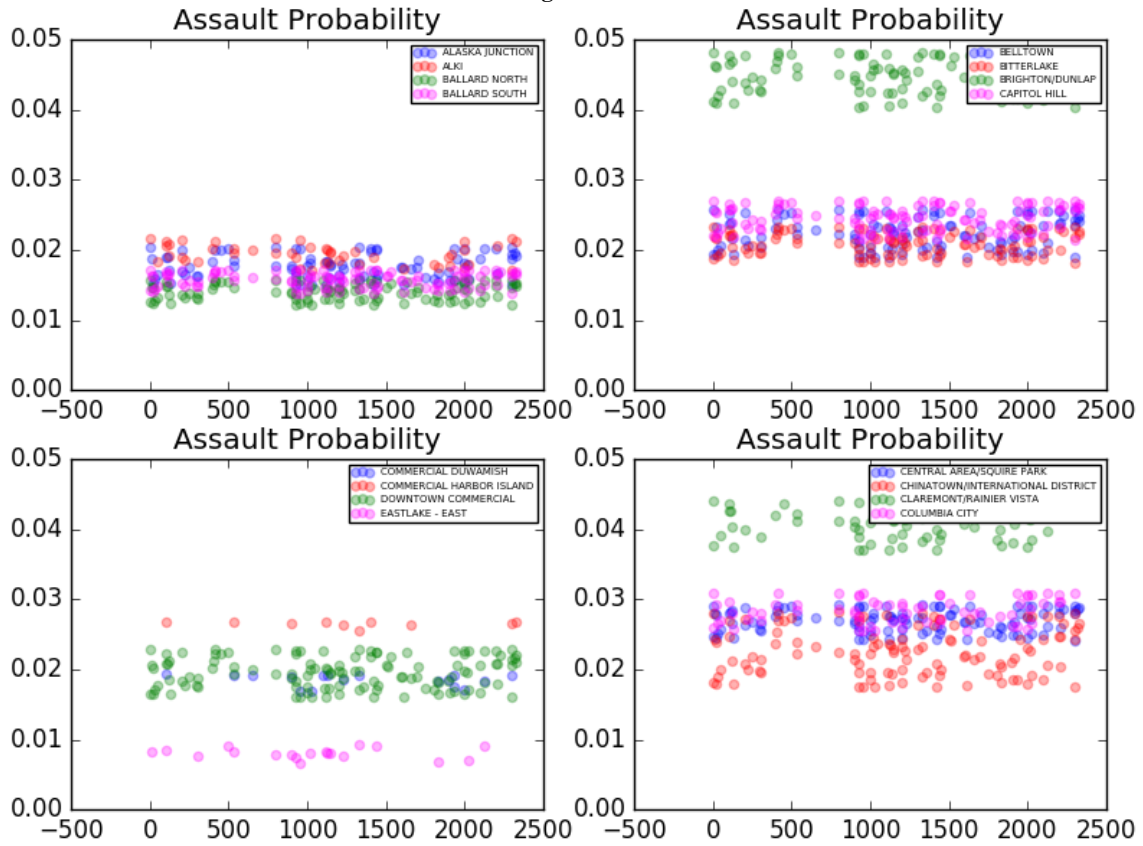 Assault Probability
0.05
0.04
0.03
0.02
0.01
0.00
−500 0 500 1000 1500 2000 2500
ALASKA JUNCTION
ALKI
BALLARD NORTH
BALLARD SOUTH
Assault Probability
0.05
0.04
0.03
0.02
0.01
0.00
−500 0 500 1000 1500 2000 2500
BELLTOWN
BITTERLAKE
BRIGHTON/DUNLAP
CAPITOL HILL
Assault Probability
0.05
0.04
0.03
0.02
0.01
0.00
−500 0 500 1000 1500 2000 2500
COMMERCIAL DUWAMISH
COMMERCIAL HARBOR ISLAND
DOWNTOWN COMMERCIAL
EASTLAKE - EAST
Assault Probability
0.05
0.04
0.03
0.02
0.01
0.00
−500 0 500 1000 1500 2000 2500
CENTRAL AREA/SQUIRE PARK
CHINATOWN/INTERNATIONAL DISTRICT
CLAREMONT/RAINIER VISTA
COLUMBIA CITY